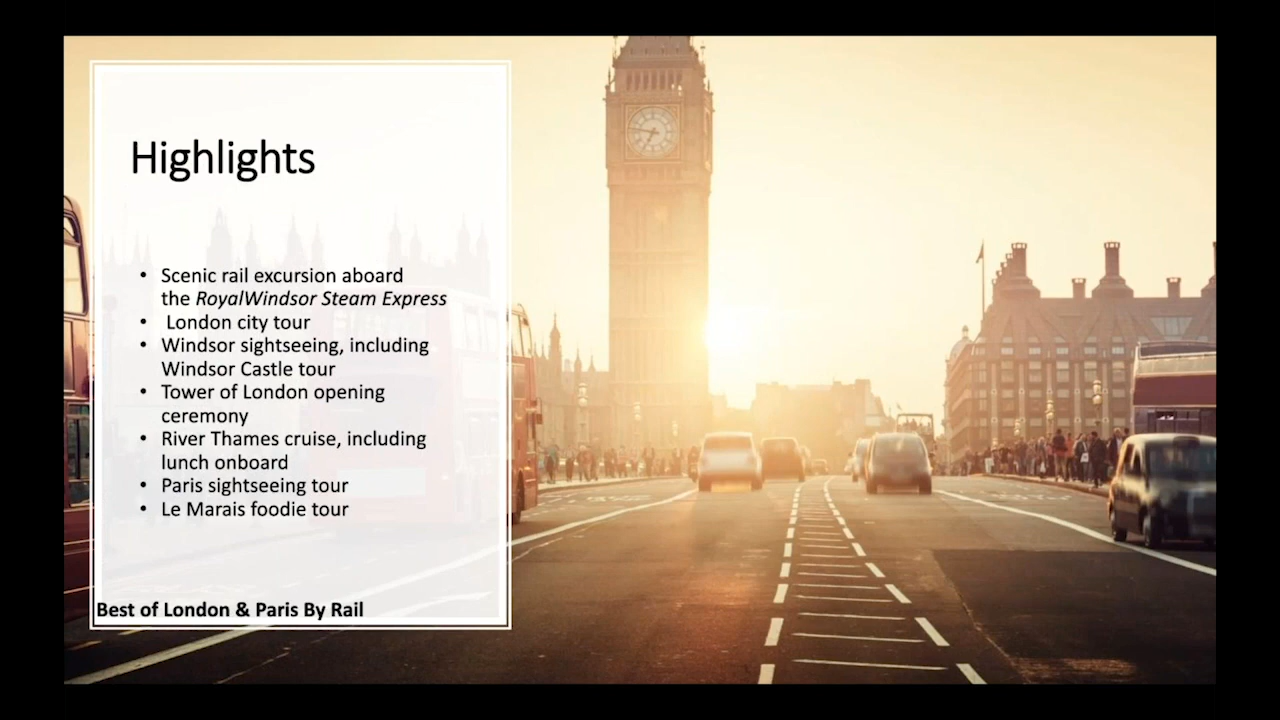 Highlights
• Scenic rail excursion aboard
the RoyalWindsor Steam Express
• London city tour
• Windsor sightseeing, including
Windsor Castle tour
• Tower of London opening
ceremony
• River Thames cruise, including
lunch onboard
• Paris sightseeing tour
• Le Marais foodie tour
Best of London & Paris By Rail